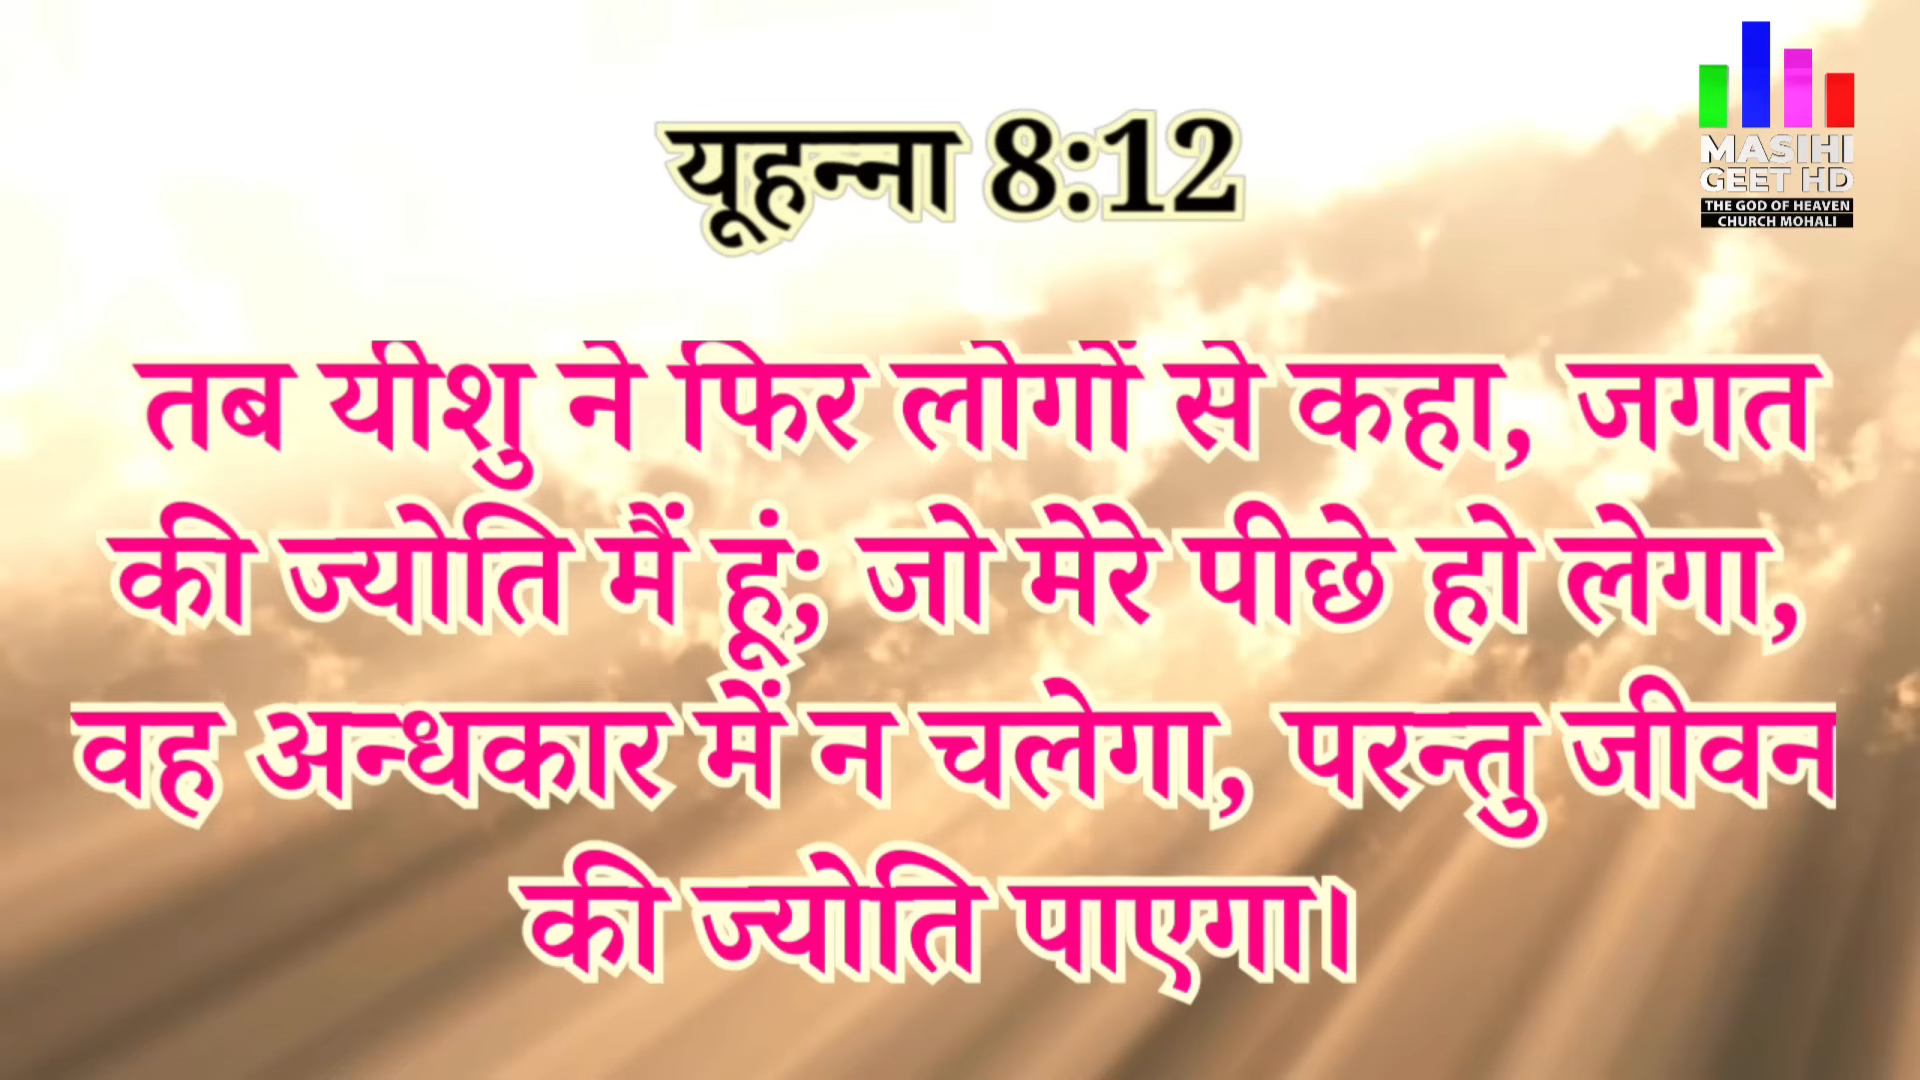 यूहन्ना 8:12
MASIHI
GEET HD
THE GOD OF HEAVEN
CHURCH MOHALI
तब यीशु ने फिर लोगों से कहा, जगत
की ज्योति मैं हूं; जो मेरे पीछे हो लेगा,
वह अन्धकार में न चलेगा, परन्तु जीवन
की ज्योति पाएगा।